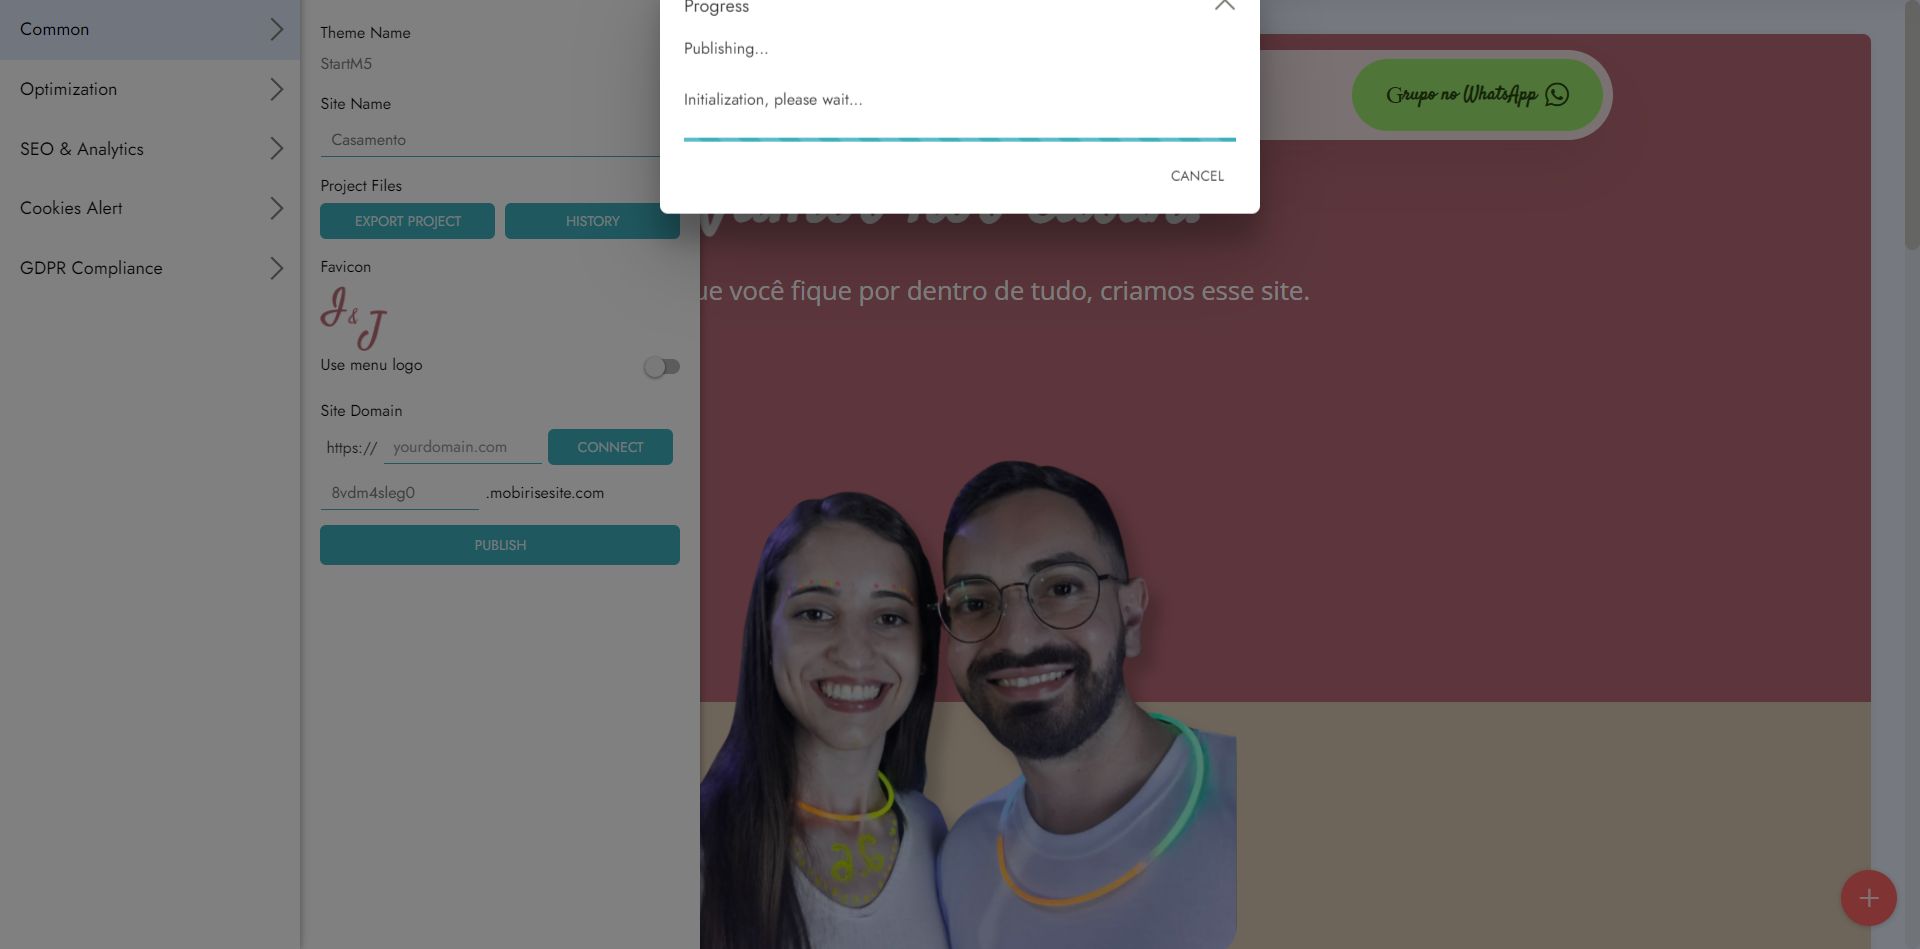 Common
Optimization
SEO & Analytics
Cookies Alert
GDPR Compliance
Theme Name
StartM5
Site Name
Casamento
Project Files
EXPORT PROJECT
HISTORY
Favicon
J & J
Use menu logo
Site Domain
https://
yourdomain.com
CONNECT
8vdm4sleg0
.mobirisesite.com
PUBLISH
Progress
Publishing...
Initialization, please wait...
CANCEL
Grupo no WhatsApp
você fique por dentro de tudo, criamos esse site.